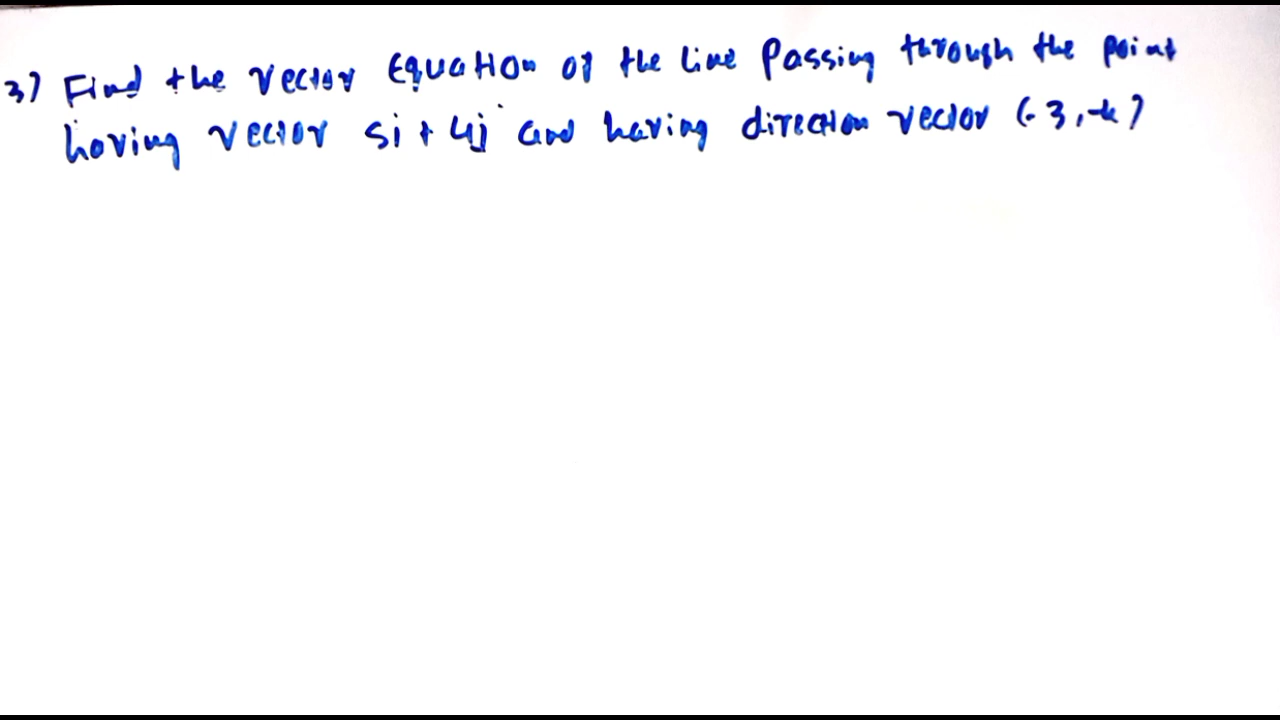 3) Find the vector Equation of the line Passing through the point
having vector 5i + 4j and having direction vector (-3,-k)